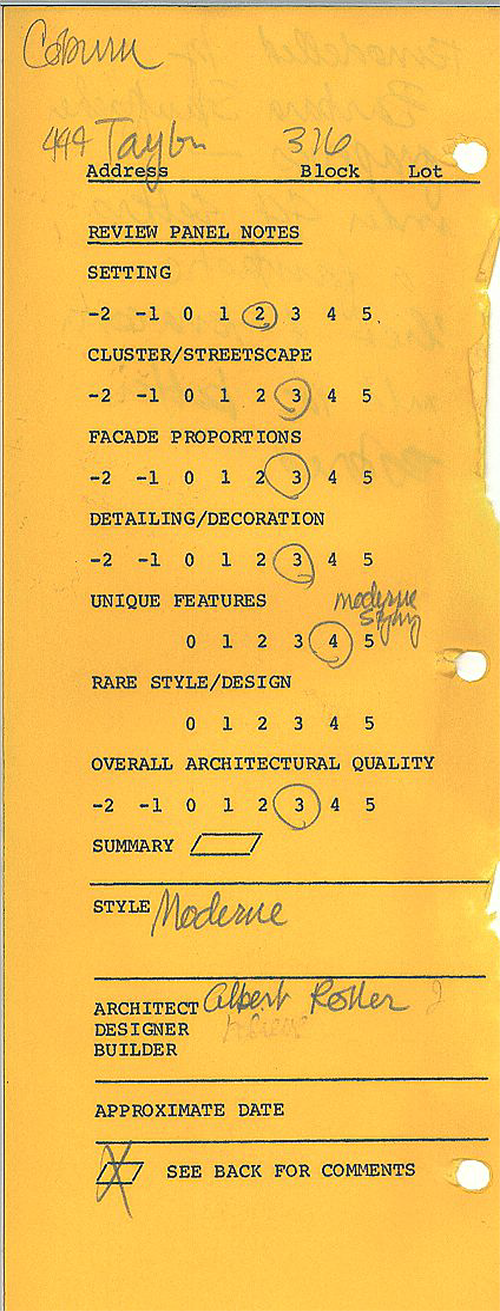 Coburn
444 Taylor 316
Address Block Lot
REVIEW PANEL NOTES
SETTING
-2 -1 0 1 2 3 4 5
CLUSTER/STREETSCAPE
-2 -1 0 1 2 3 4 5
FACADE PROPORTIONS
-2 -1 0 1 2 3 4 5
DETAILING/DECORATION
-2 -1 0 1 2 3 4 5
UNIQUE FEATURES moderne
0 1 2 3 4 5
RARE STYLE/DESIGN
0 1 2 3 4 5
OVERALL ARCHITECTURAL QUALITY
-2 -1 0 1 2 3 4 5
SUMMARY
STYLE Moderne
ARCHITECT Albert Roller
DESIGNER
BUILDER
APPROXIMATE DATE
X SEE BACK FOR COMMENTS